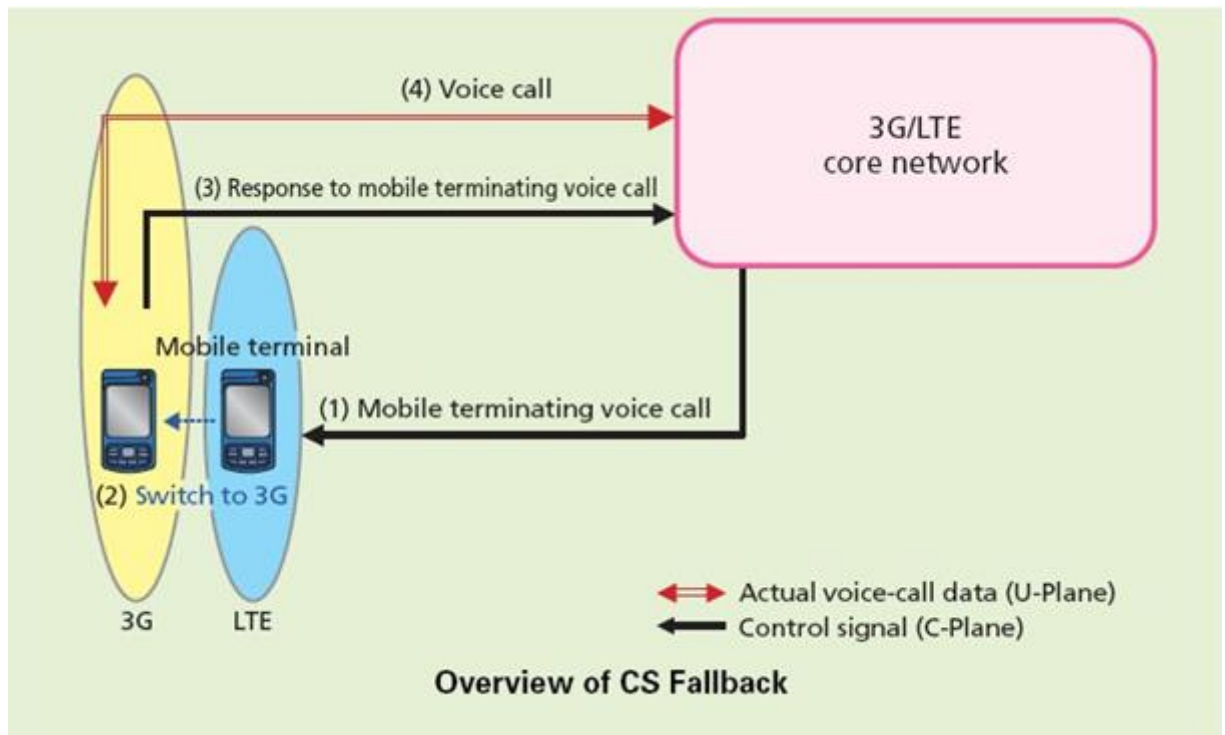 (4) Voice call
3G/LTE
core network
(3) Response to mobile terminating voice call
Mobile terminal
(1) Mobile terminating voice call
(2) Switch to 3G
3G
LTE
Actual voice-call data (U-Plane)
Control signal (C-Plane)
Overview of CS Fallback